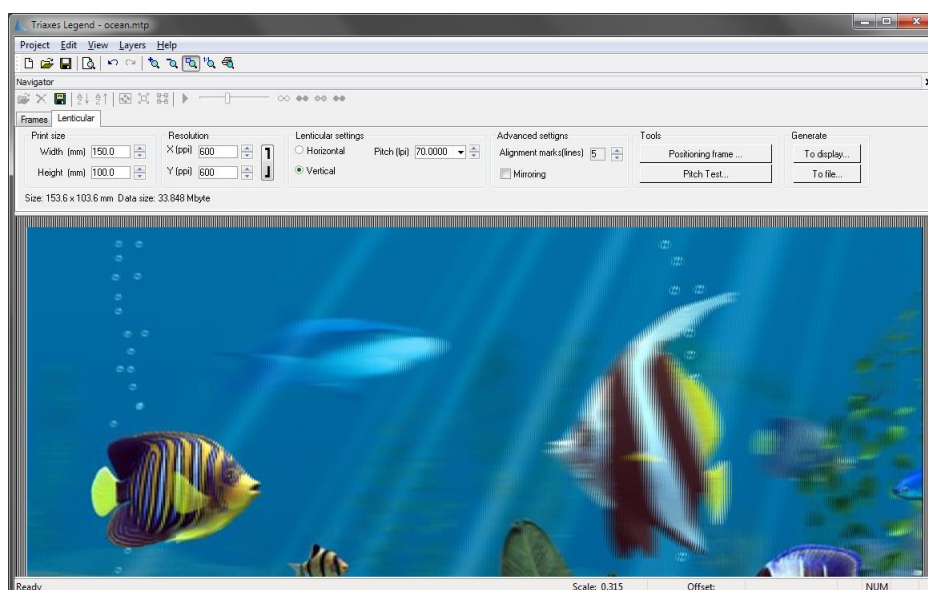 Triaxes Legend - ocean.mtp
Project Edit View Layers Help
Navigator
Frames Lenticular
Print size Resolution Lenticular settings Advanced settigns Tools Generate
Width (mm) 150.0 X (ppi) 600 Horizontal Pitch (lpi) 70.0000 Alignment marks(lines) 5 Positioning frame ... To display...
Height (mm) 100.0 Y (ppi) 600 Vertical Mirroring Pitch Test... To file...
Size: 153.6 x 103.6 mm Data size: 33.848 Mbyte
Ready Scale: 0.315 Offset: NUM